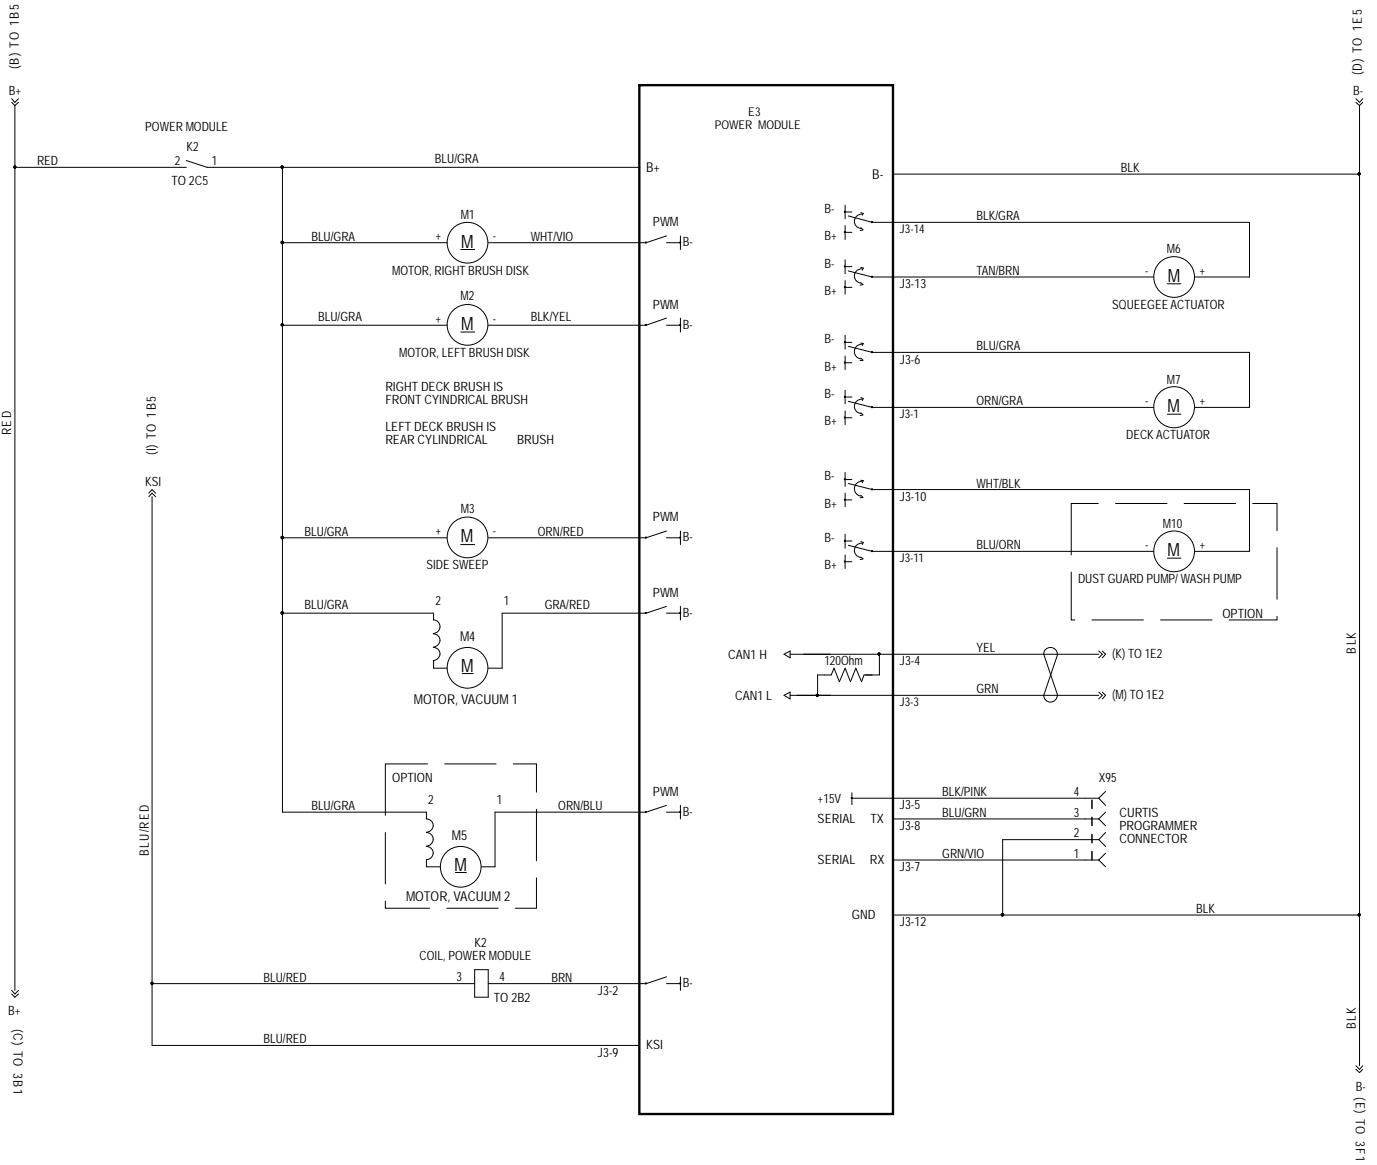 (B) TO 1B5
B+
(D) TO 1E5
B-
POWER MODULE
K2
2 1
TO 2C5
RED
BLU/GRA
E3
POWER MODULE
B+
B-
BLK
M1
BLU/GRA
+ M -
WHT/VIO
PWM
B-
MOTOR, RIGHT BRUSH DISK
M2
BLU/GRA
+ M -
BLK/YEL
PWM
B-
MOTOR, LEFT BRUSH DISK
RIGHT DECK BRUSH IS
FRONT CYINDRICAL BRUSH
LEFT DECK BRUSH IS
REAR CYLINDRICAL BRUSH
RED
(I) TO 1B5
KSI
BLU/RED
M3
BLU/GRA
+ M -
ORN/RED
PWM
B-
SIDE SWEEP
BLU/GRA
2 1
GRA/RED
PWM
B-
M4
M
MOTOR, VACUUM 1
OPTION
BLU/GRA
2 1
ORN/BLU
PWM
B-
M5
M
MOTOR, VACUUM 2
K2
COIL, POWER MODULE
BLU/RED
3 4
BRN
TO 2B2
J3-2
B-
BLU/RED
J3-9
KSI
B-
B+
J3-14
BLK/GRA
B-
B+
J3-13
TAN/BRN
M6
- M +
SQUEEGEE ACTUATOR
B-
B+
J3-6
BLU/GRA
B-
B+
J3-1
ORN/GRA
M7
- M +
DECK ACTUATOR
B-
B+
J3-10
WHT/BLK
B-
B+
J3-11
BLU/ORN
M10
- M +
DUST GUARD PUMP/ WASH PUMP
OPTION
CAN1 H
120Ohm
J3-4
YEL
(K) TO 1E2
CAN1 L
J3-3
GRN
(M) TO 1E2
BLK
+15V
J3-5
BLK/PINK
4
X95
SERIAL TX
J3-8
BLU/GRN
3
2
CURTIS
PROGRAMMER
CONNECTOR
SERIAL RX
J3-7
GRN/VIO
1
GND
J3-12
BLK
BLK
B+
(C) TO 3B1
B-
(E) TO 3F1